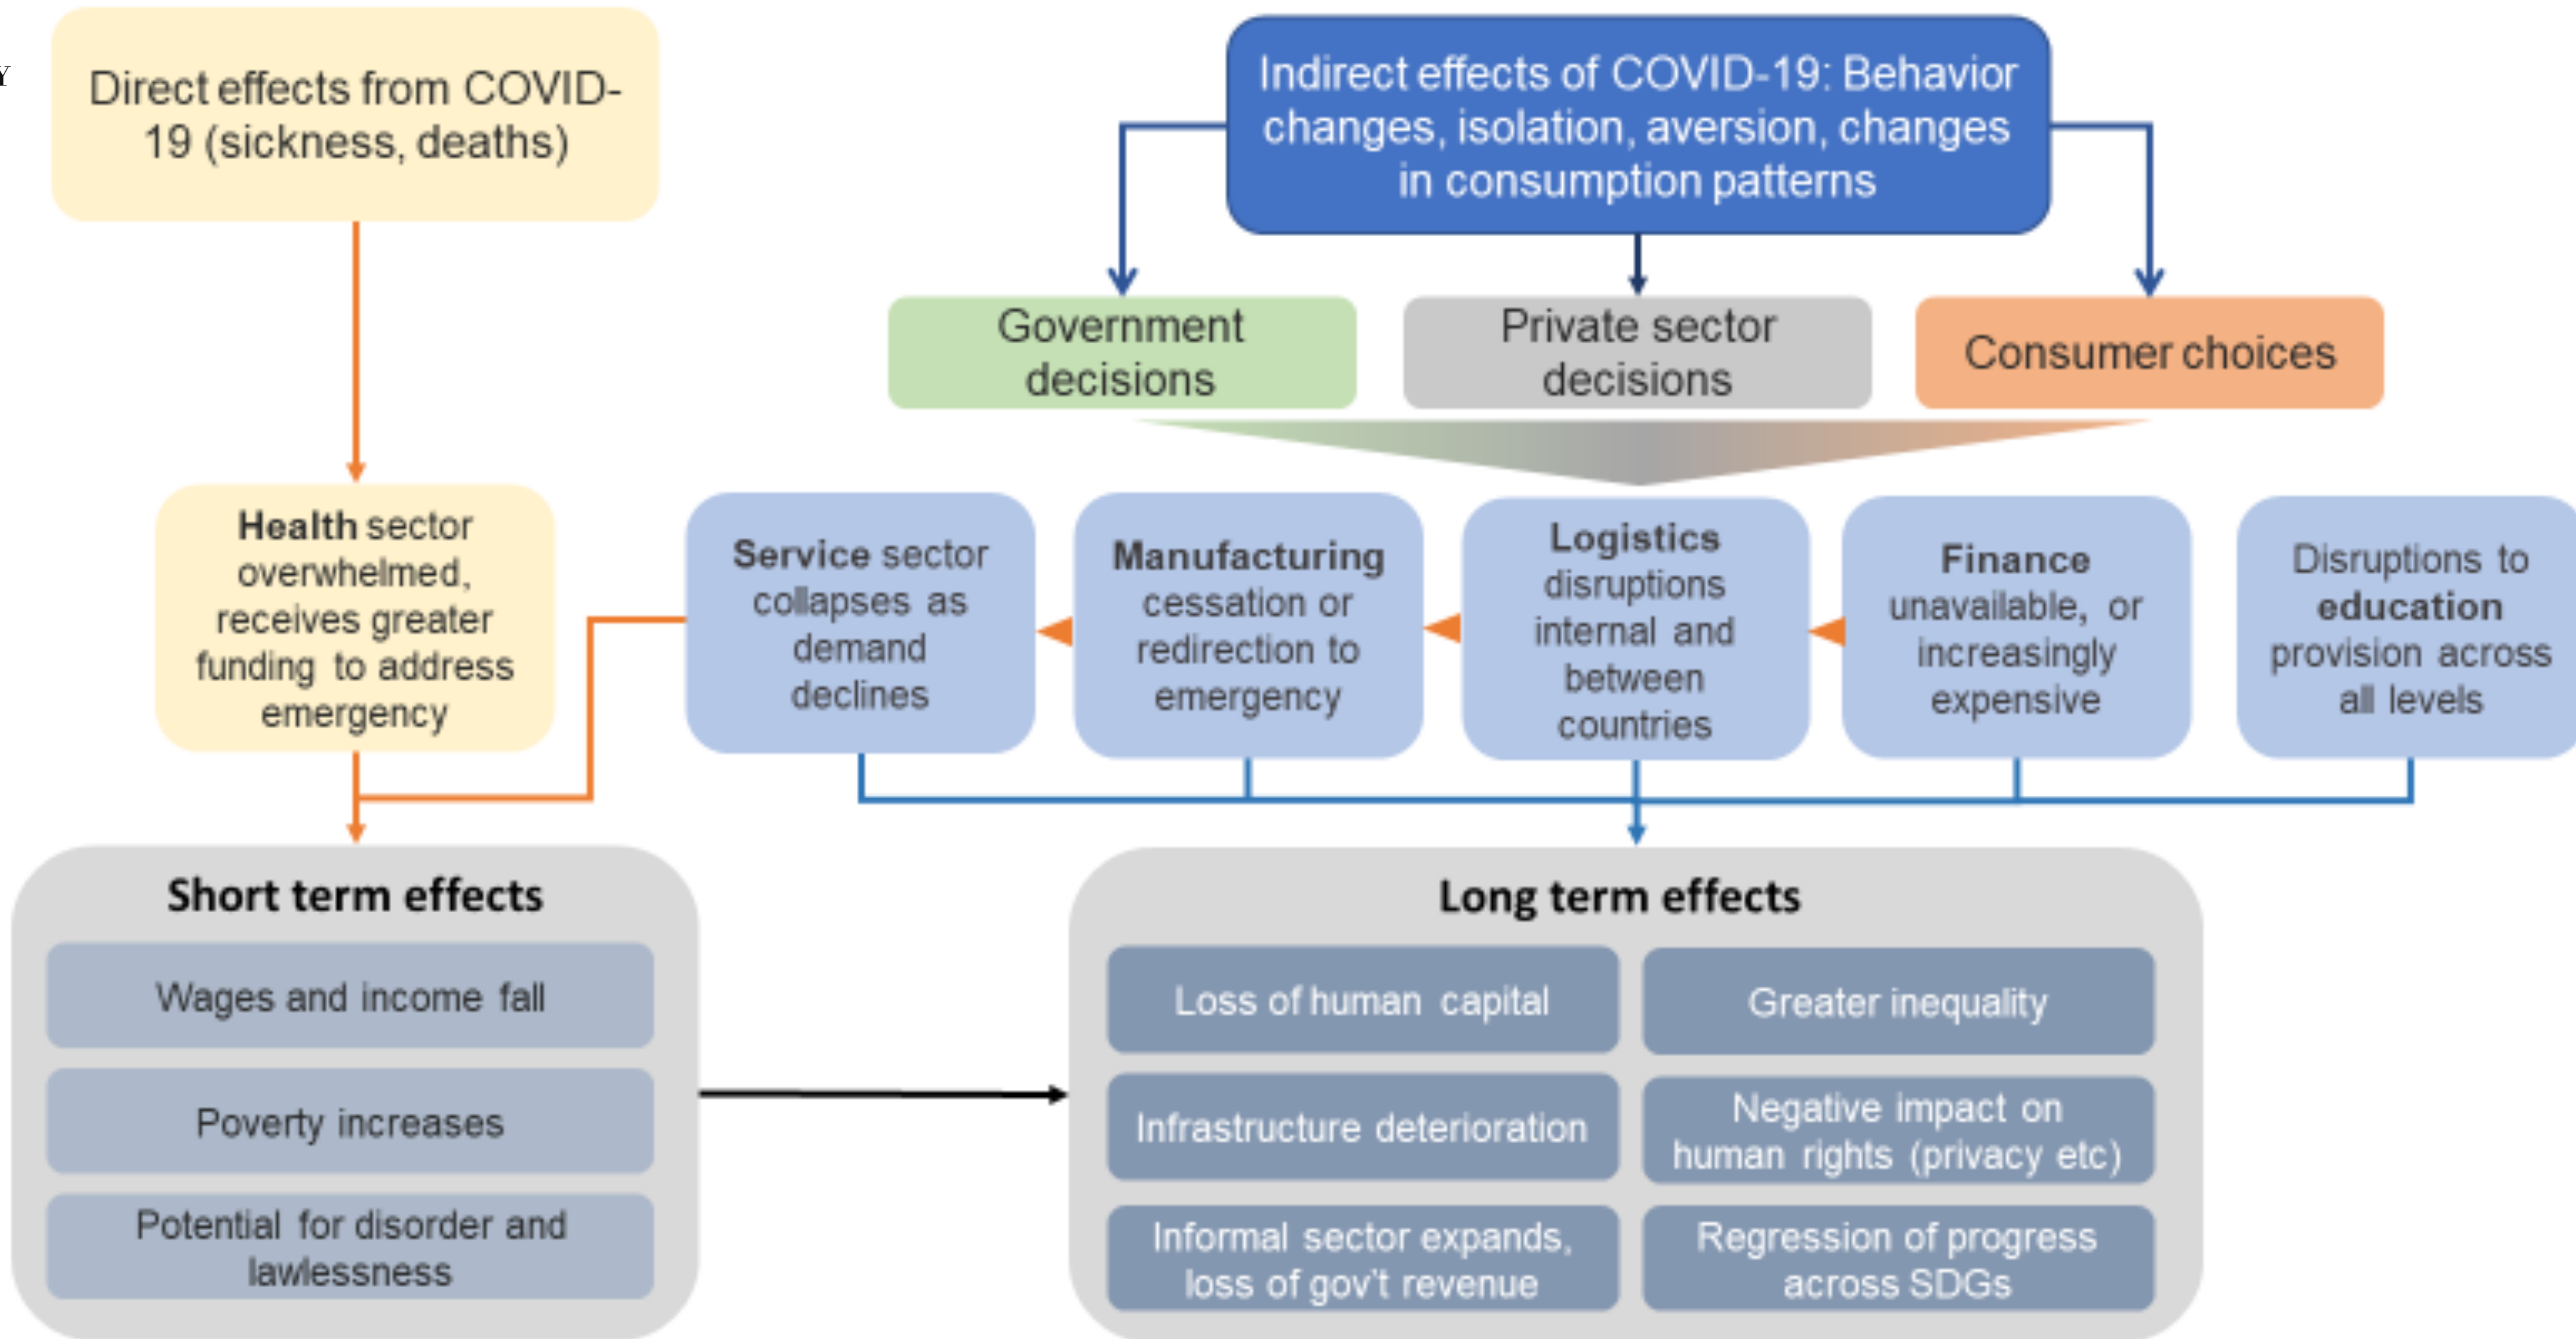 Y
Direct effects from COVID-
19 (sickness, deaths)
Indirect effects of COVID-19: Behavior
changes, isolation, aversion, changes
in consumption patterns
Government
decisions
Private sector
decisions
Consumer choices
Health sector
overwhelmed,
receives greater
funding to address
emergency
Service sector
collapses as
demand
declines
Manufacturing
cessation or
redirection to
emergency
Logistics
disruptions
internal and
between
countries
Finance
unavailable, or
increasingly
expensive
Disruptions to
education
provision across
all levels
Short term effects
Wages and income fall
Poverty increases
Potential for disorder and
lawlessness
Long term effects
Loss of human capital
Greater inequality
Infrastructure deterioration
Negative impact on
human rights (privacy etc)
Informal sector expands,
loss of gov't revenue
Regression of progress
across SDGs